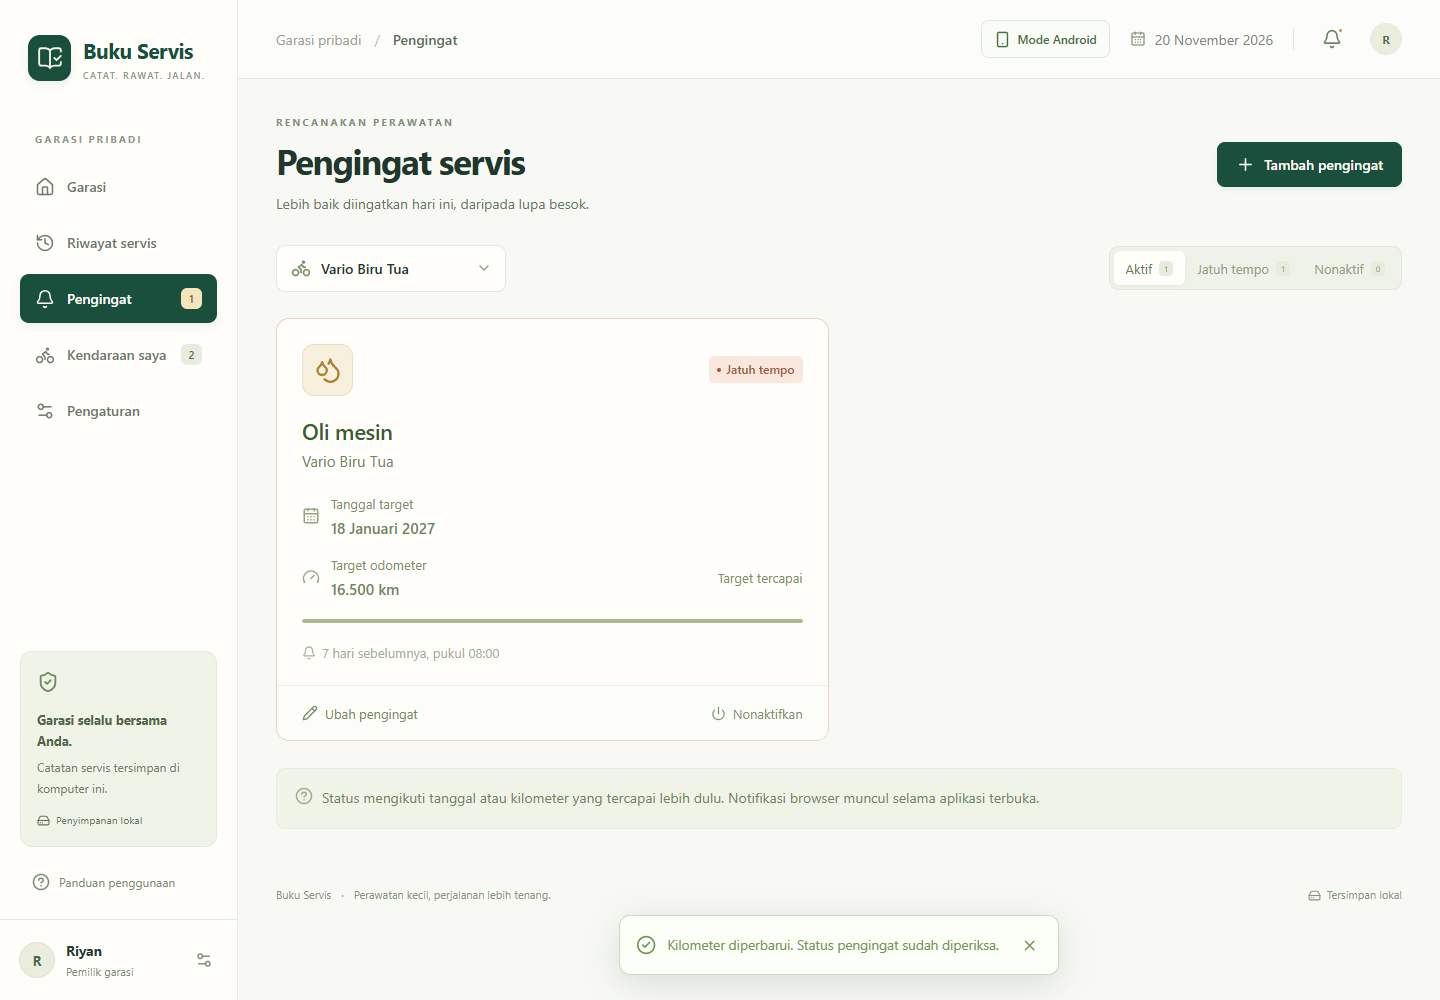 Buku Servis
CATAT. RAWAT. JALAN.
GARASI PRIBADI
Garasi
Riwayat servis
Pengingat 1
Kendaraan saya 2
Pengaturan
Garasi selalu bersama
Anda.
Catatan servis tersimpan di
komputer ini.
Penyimpanan lokal
Panduan penggunaan
R
Riyan
Pemilik garasi
Garasi pribadi / Pengingat
Mode Android
20 November 2026
R
RENCANAKAN PERAWATAN
Pengingat servis
Lebih baik diingatkan hari ini, daripada lupa besok.
Tambah pengingat
Vario Biru Tua
Aktif 1 Jatuh tempo 1 Nonaktif 0
Jatuh tempo
Oli mesin
Vario Biru Tua
Tanggal target
18 Januari 2027
Target odometer
16.500 km
Target tercapai
7 hari sebelumnya, pukul 08:00
Ubah pengingat
Nonaktifkan
Status mengikuti tanggal atau kilometer yang tercapai lebih dulu. Notifikasi browser muncul selama aplikasi terbuka.
Buku Servis · Perawatan kecil, perjalanan lebih tenang.
Tersimpan lokal
Kilometer diperbarui. Status pengingat sudah diperiksa.